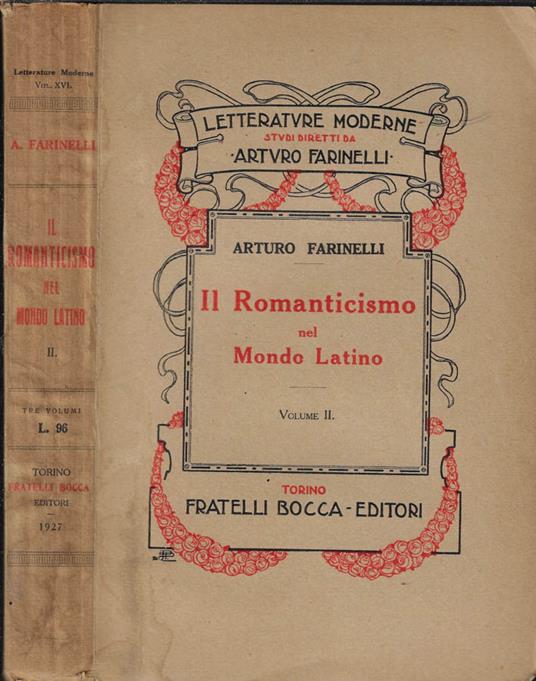 Letterature Moderne
VOL. XVI.
A. FARINELLI
IL
ROMANTICISMO
NEL
MONDO LATINO
II.
TRE VOLUMI
L. 96
TORINO
FRATELLI BOCCA
EDITORI
1927
LETTERATVRE MODERNE
STVDI DIRETTI DA
·ARTVRO FARINELLI·
ARTURO FARINELLI
Il Romanticismo
nel
Mondo Latino
VOLUME II.
TORINO
FRATELLI BOCCA - EDITORI